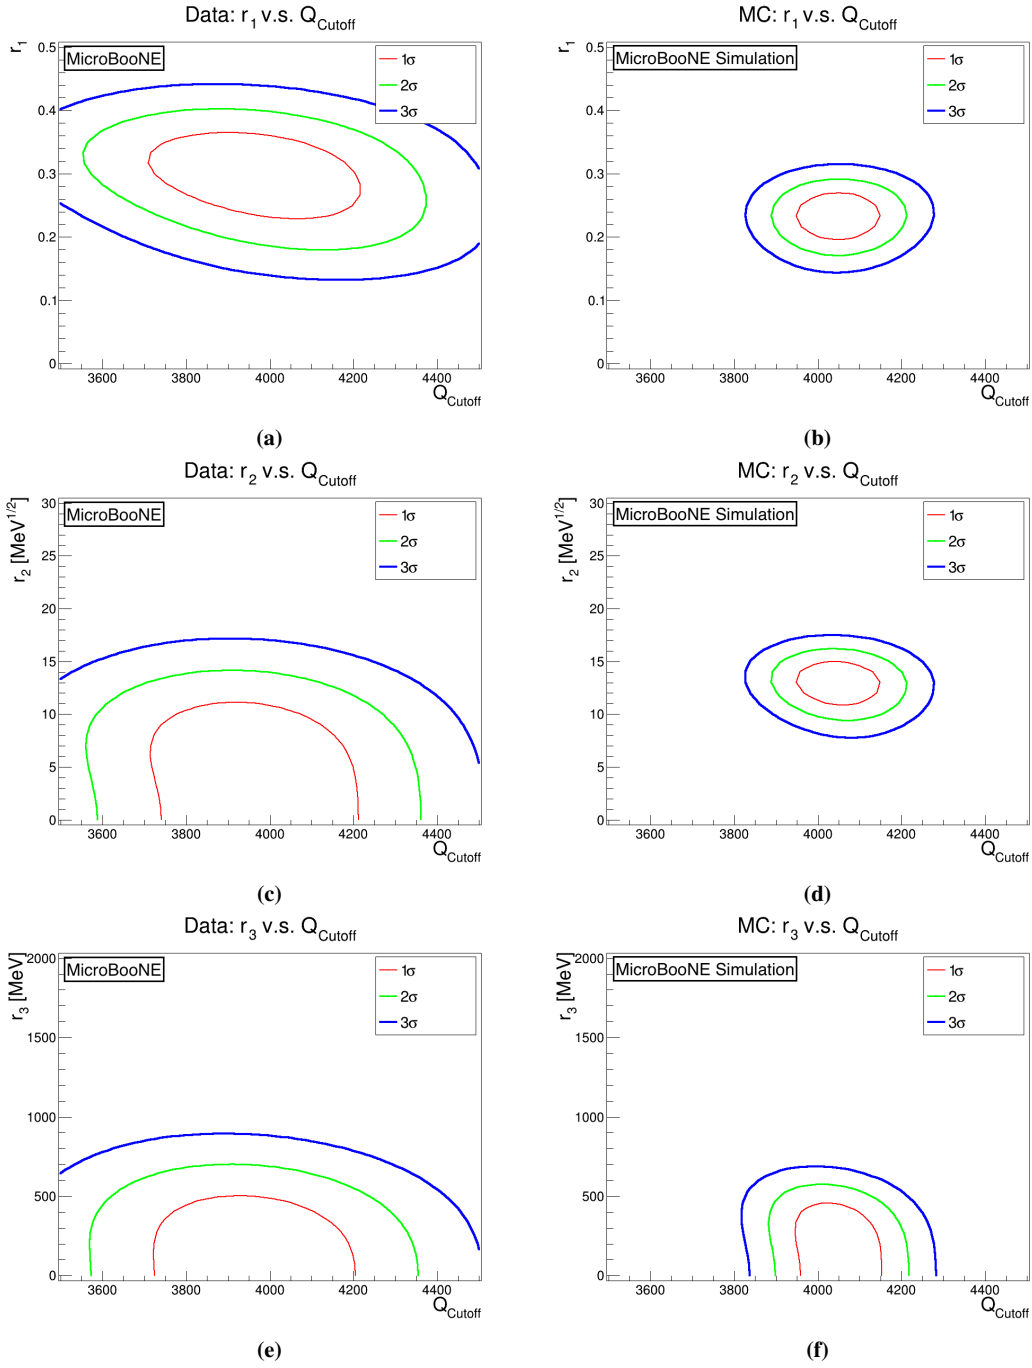 Data: r1 v.s. QCutoff
r1
0.5
0.4
0.3
0.2
0.1
0
MicroBooNE
1σ
2σ
3σ
3600 3800 4000 4200 4400
QCutoff
(a)
MC: r1 v.s. QCutoff
r1
0.5
0.4
0.3
0.2
0.1
0
MicroBooNE Simulation
1σ
2σ
3σ
3600 3800 4000 4200 4400
QCutoff
(b)
Data: r2 v.s. QCutoff
r2 [MeV1/2]
30
25
20
15
10
5
0
MicroBooNE
1σ
2σ
3σ
3600 3800 4000 4200 4400
QCutoff
(c)
MC: r2 v.s. QCutoff
r2 [MeV1/2]
30
25
20
15
10
5
0
MicroBooNE Simulation
1σ
2σ
3σ
3600 3800 4000 4200 4400
QCutoff
(d)
Data: r3 v.s. QCutoff
r3 [MeV]
2000
1500
1000
500
0
MicroBooNE
1σ
2σ
3σ
3600 3800 4000 4200 4400
QCutoff
(e)
MC: r3 v.s. QCutoff
r3 [MeV]
2000
1500
1000
500
0
MicroBooNE Simulation
1σ
2σ
3σ
3600 3800 4000 4200 4400
QCutoff
(f)